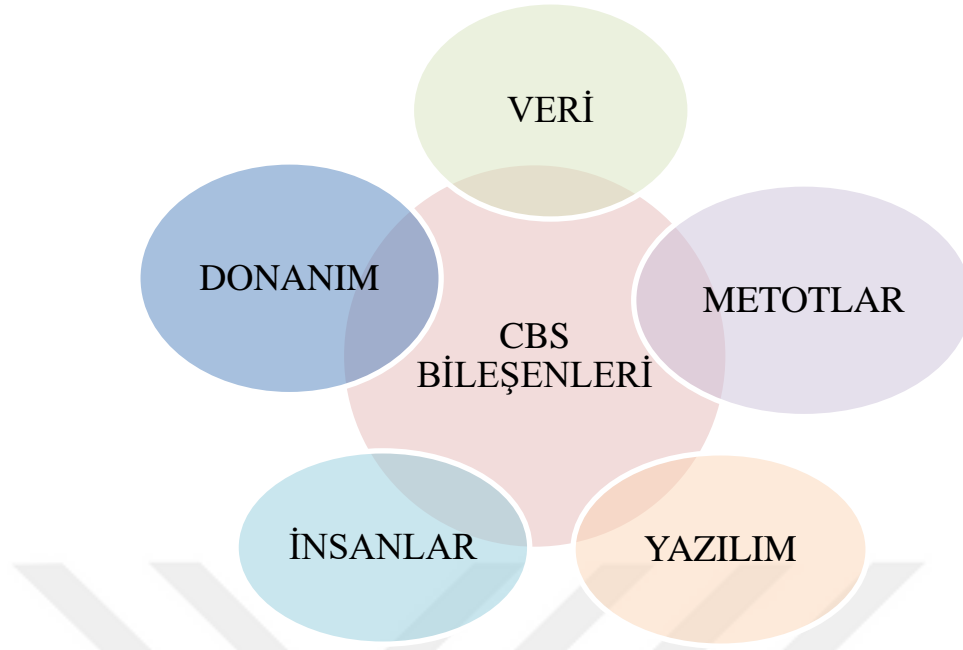 VERİ
DONANIM
METOTLAR
CBS
BİLEŞENLERİ
İNSANLAR
YAZILIM